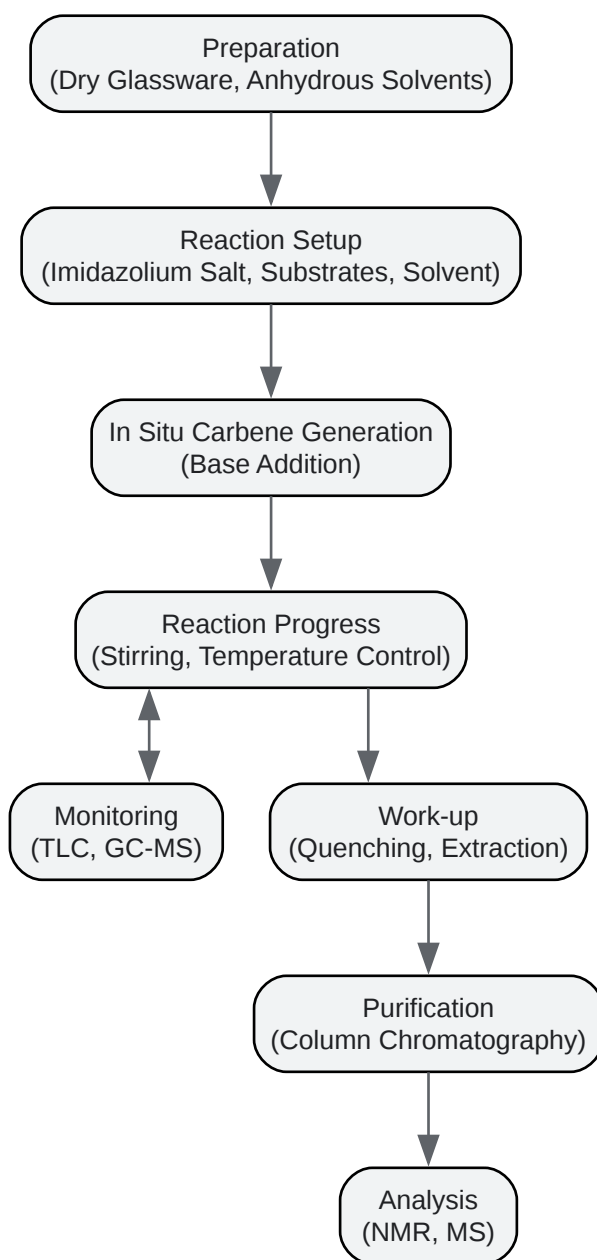 Preparation
(Dry Glassware, Anhydrous Solvents)
Reaction Setup
(Imidazolium Salt, Substrates, Solvent)
In Situ Carbene Generation
(Base Addition)
Reaction Progress
(Stirring, Temperature Control)
Monitoring
(TLC, GC-MS)
Work-up
(Quenching, Extraction)
Purification
(Column Chromatography)
Analysis
(NMR, MS)